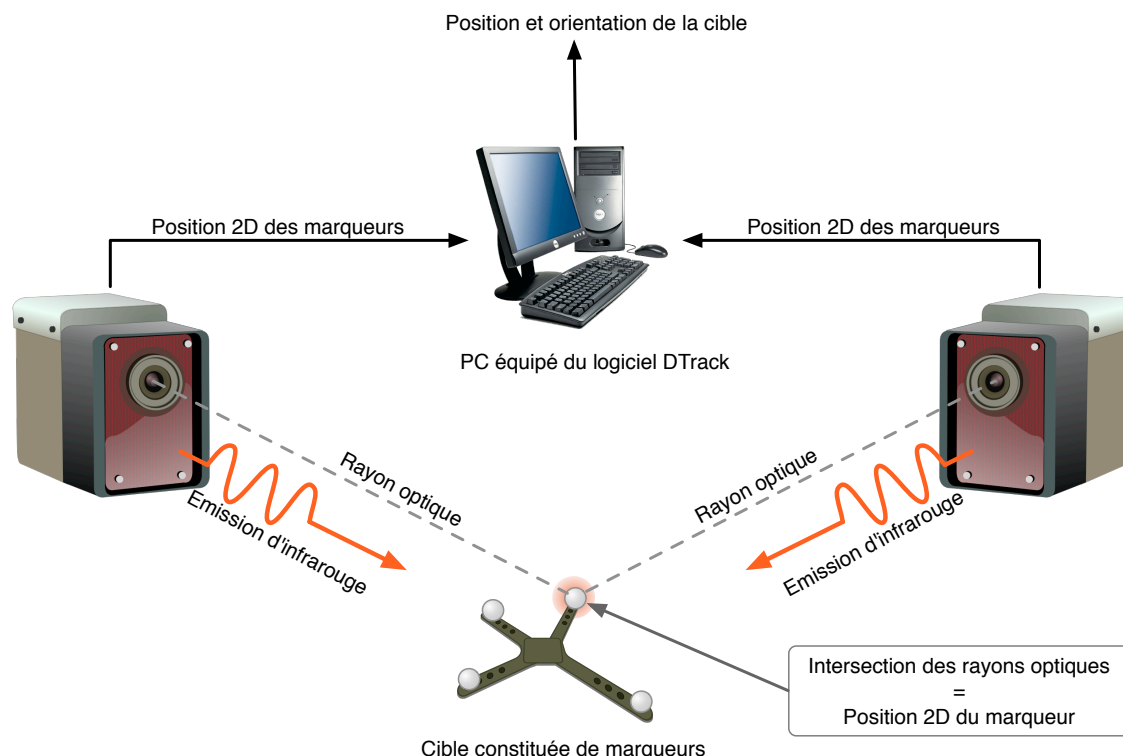 Position et orientation de la cible
Position 2D des marqueurs
Position 2D des marqueurs
PC équipé du logiciel DTrack
Rayon optique
Rayon optique
Emission d'infrarouge
Emission d'infrarouge
Intersection des rayons optiques
=
Position 2D du marqueur
Cible constituée de marqueurs